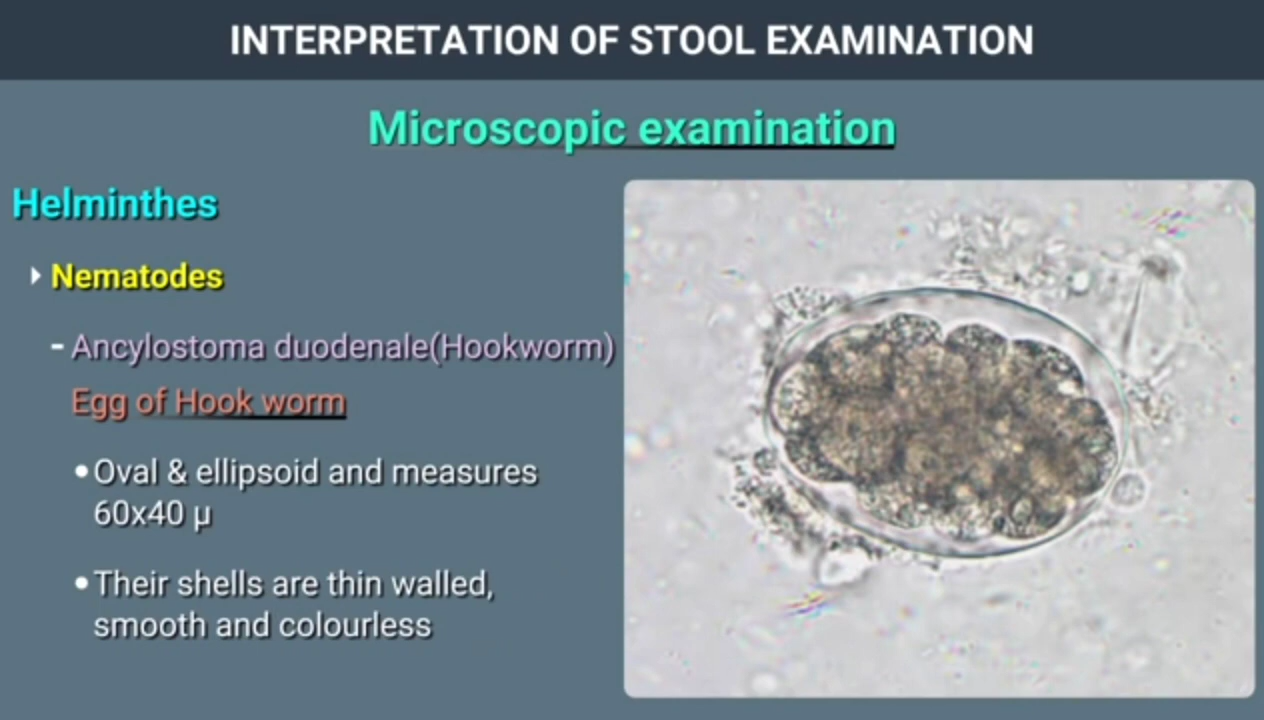 INTERPRETATION OF STOOL EXAMINATION
Microscopic examination
Helminthes
Nematodes
- Ancylostoma duodenale(Hookworm)
Egg of Hook worm
• Oval & ellipsoid and measures
60x40 µ
• Their shells are thin walled,
smooth and colourless